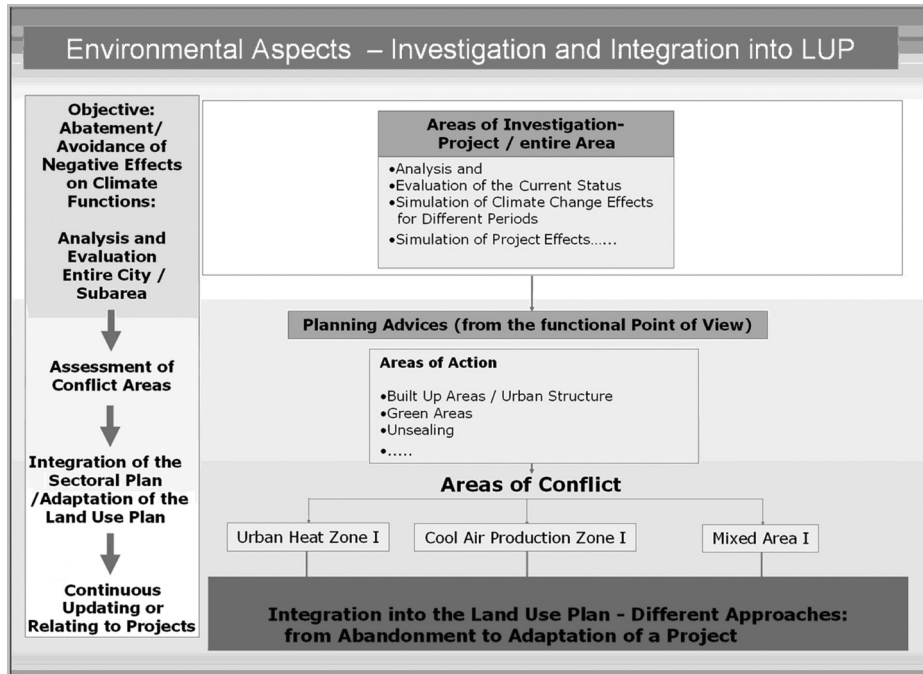 Environmental Aspects – Investigation and Integration into LUP
Objective:
Abatement/
Avoidance of
Negative Effects
on Climate
Functions:
Analysis and
Evaluation
Entire City /
Subarea
Assessment of
Conflict Areas
Integration of the
Sectoral Plan
/Adaptation of the
Land Use Plan
Continuous
Updating or
Relating to Projects
Areas of Investigation-
Project / entire Area
•Analysis and
•Evaluation of the Current Status
•Simulation of Climate Change Effects
for Different Periods
•Simulation of Project Effects.....
Planning Advices (from the functional Point of View)
Areas of Action
•Built Up Areas / Urban Structure
•Green Areas
•Unsealing
•.....
Areas of Conflict
Urban Heat Zone I
Cool Air Production Zone I
Mixed Area I
Integration into the Land Use Plan - Different Approaches:
from Abandonment to Adaptation of a Project